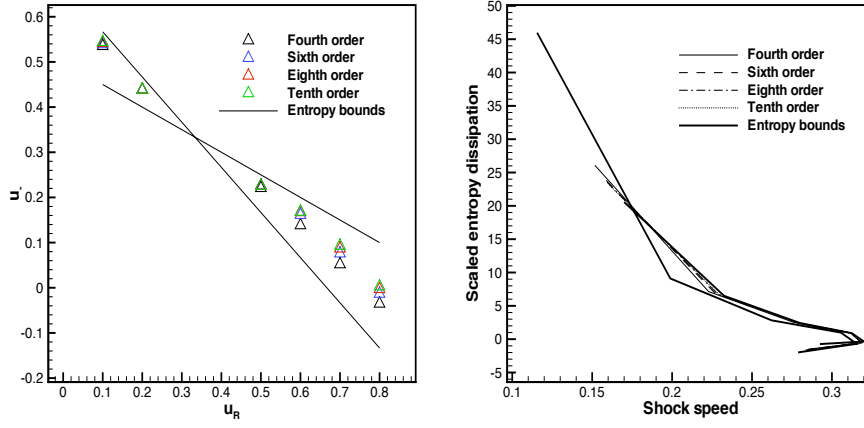 0.6
0.5
0.4
0.3
0.2
0.1
0
-0.1
-0.2
u_
0 0.1 0.2 0.3 0.4 0.5 0.6 0.7 0.8
u_R
Fourth order
Sixth order
Eighth order
Tenth order
Entropy bounds
50
45
40
35
30
25
20
15
10
5
0
-5
Scaled entropy dissipation
0.1 0.15 0.2 0.25 0.3
Shock speed
Fourth order
Sixth order
Eighth order
Tenth order
Entropy bounds